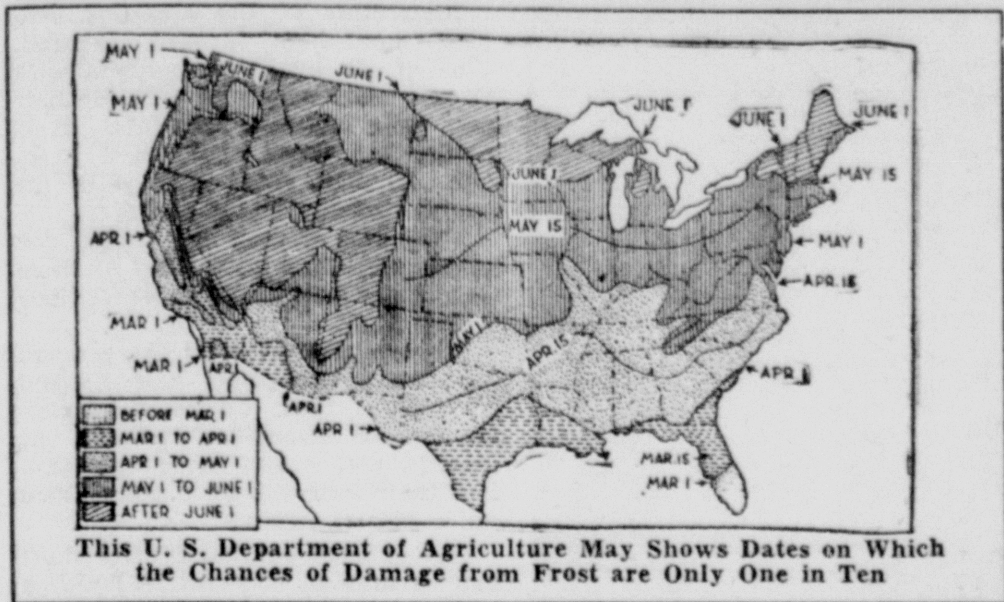 MAY 1
JUNE 1
JUNE 1
MAY 1
JUNE 1
JUNE 1
JUNE 1
JUNE 1
MAY 15
MAY 15
APR. 1
MAY 1
APR. 15
MAR 1
MAY 1
APR. 15
MAR 1
APR 1
APR. 1
APR. 1
APR 1
MAR. 15
MAR 1
BEFORE MAR 1
MAR 1 TO APR 1
APR 1 TO MAY 1
MAY 1 TO JUNE 1
AFTER JUNE 1
This U. S. Department of Agriculture May Shows Dates on Which
the Chances of Damage from Frost are Only One in Ten